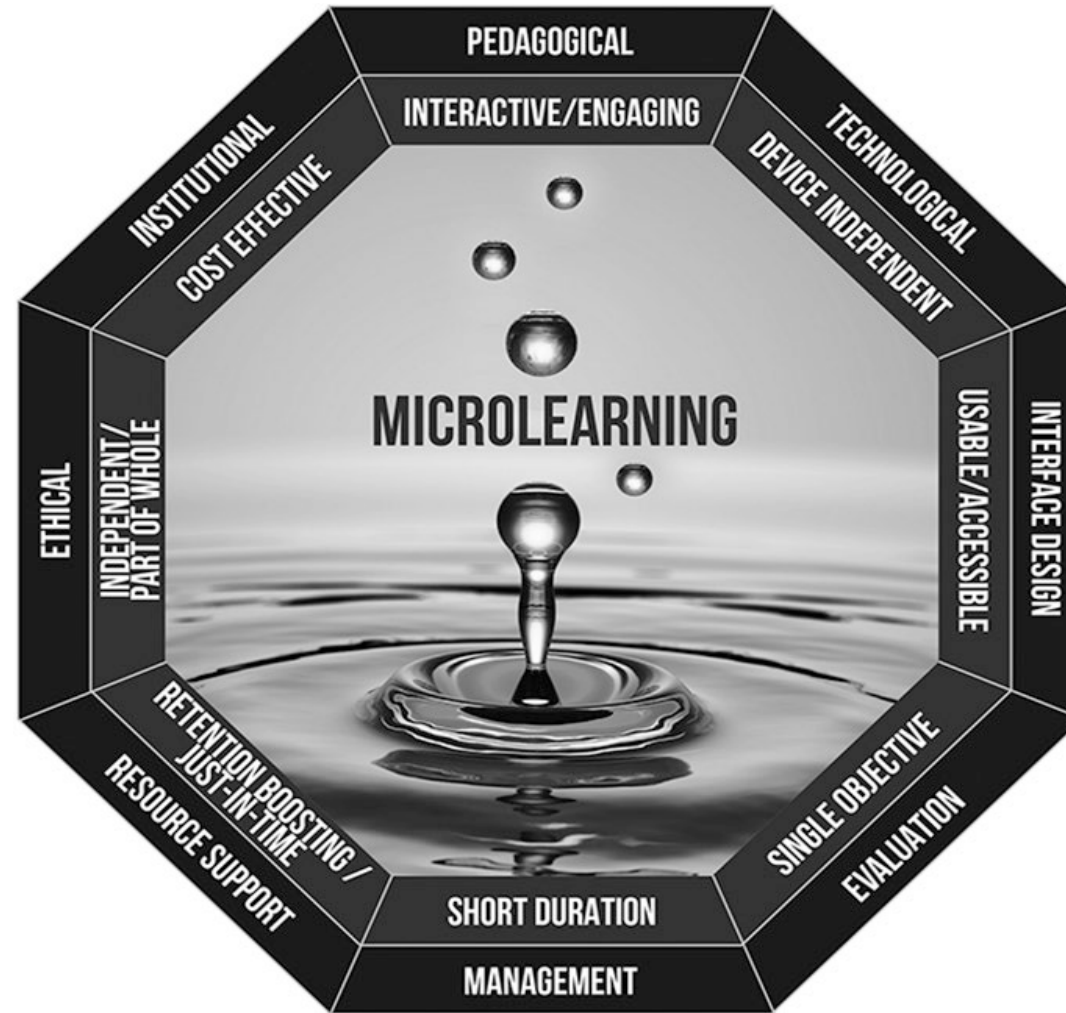 PEDAGOGICAL
INTERACTIVE/ENGAGING
TECHNOLOGICAL
DEVICE INDEPENDENT
INTERFACE DESIGN
USABLE/ACCESSIBLE
EVALUATION
SINGLE OBJECTIVE
MANAGEMENT
SHORT DURATION
RESOURCE SUPPORT
RETENTION BOOSTING /
JUST-IN-TIME
ETHICAL
INDEPENDENT/
PART OF WHOLE
INSTITUTIONAL
COST EFFECTIVE
MICROLEARNING